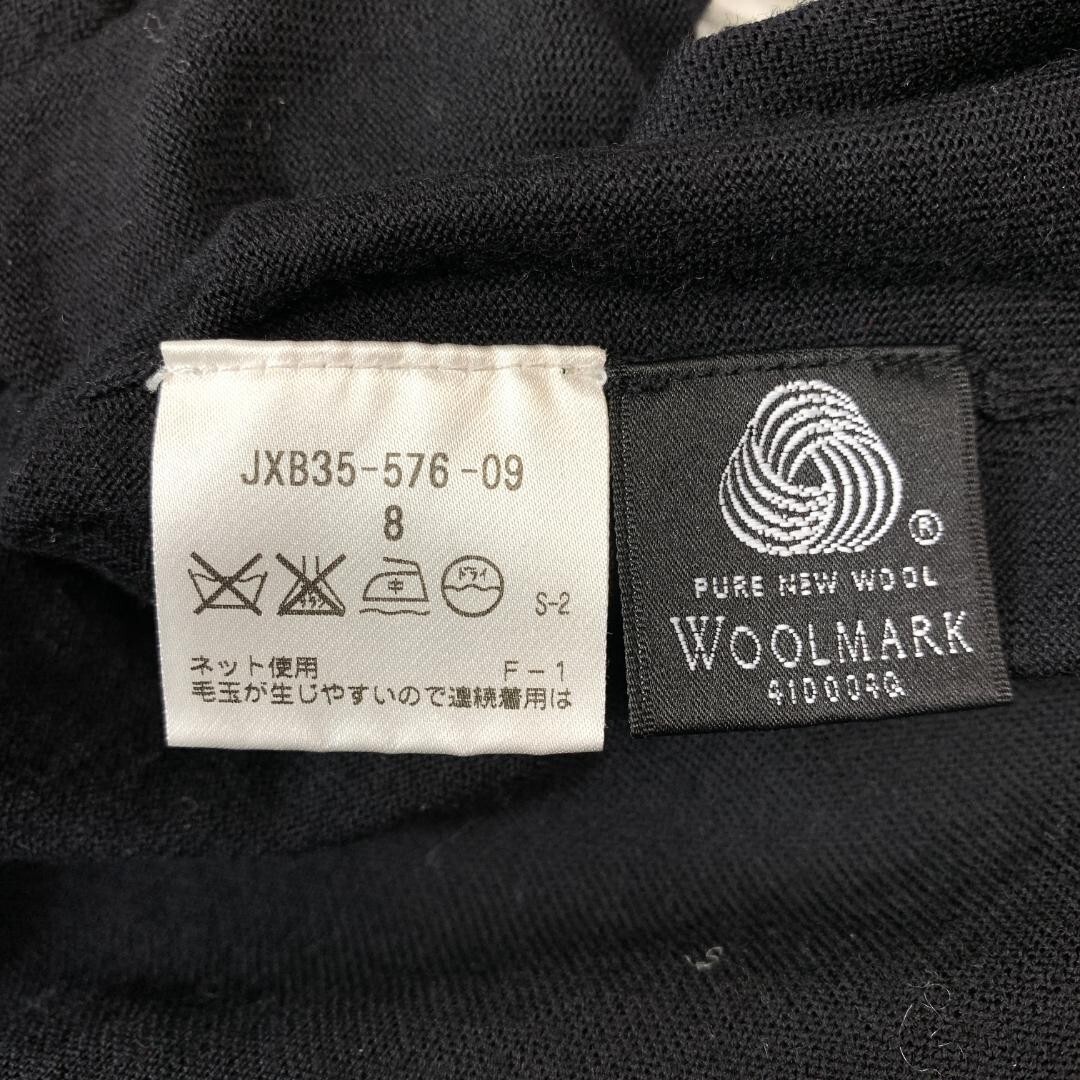 JXB35-576-09
8
中
ドライ
S-2
ネット使用 F-1
毛玉が生じやすいので連続着用は
®
PURE NEW WOOL
WOOLMARK